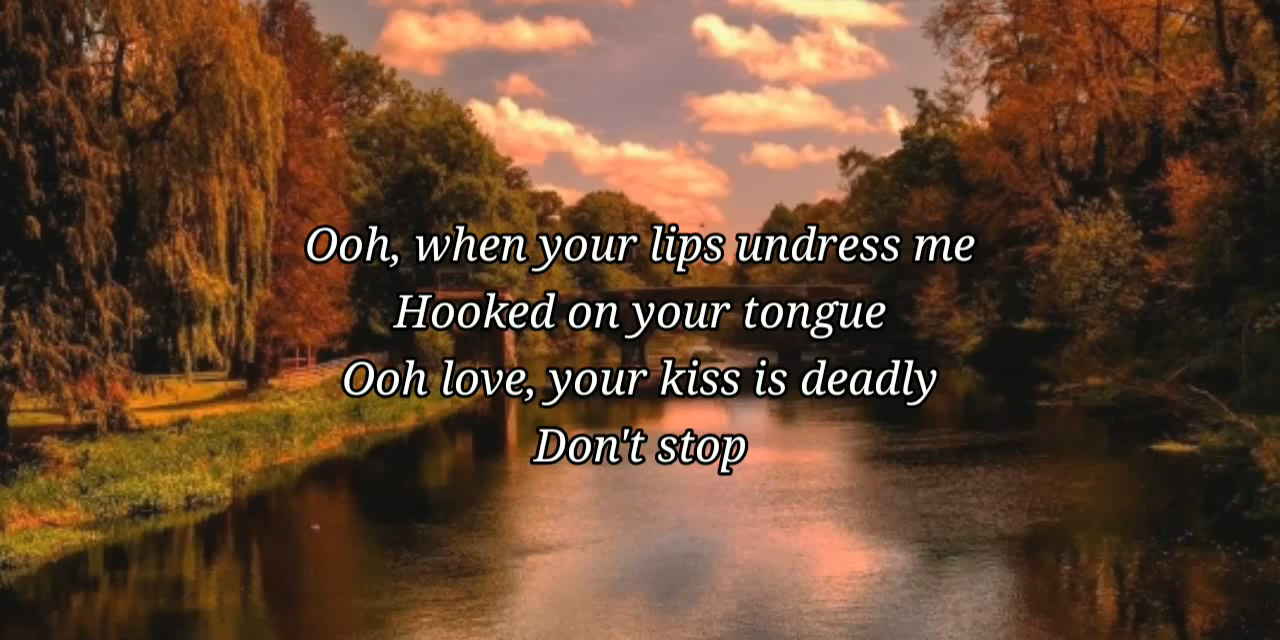 Ooh, when your lips undress me
Hooked on your tongue
Ooh love, your kiss is deadly
Don't stop